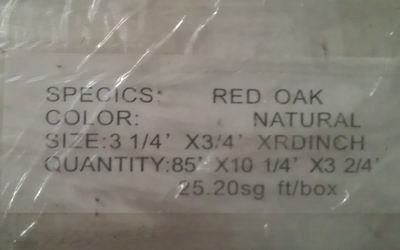 SPECICS: RED OAK
COLOR: NATURAL
SIZE:3 1/4' X3/4' XRDINCH
QUANTITY:85' X10 1/4' X3 2/4'
25.20sg ft/box